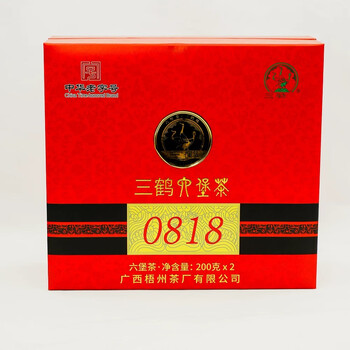 中华老字号
China Time-honored Brand
三鹤六堡茶
0818
六堡茶·净含量：200克x2
广西梧州茶厂有限公司